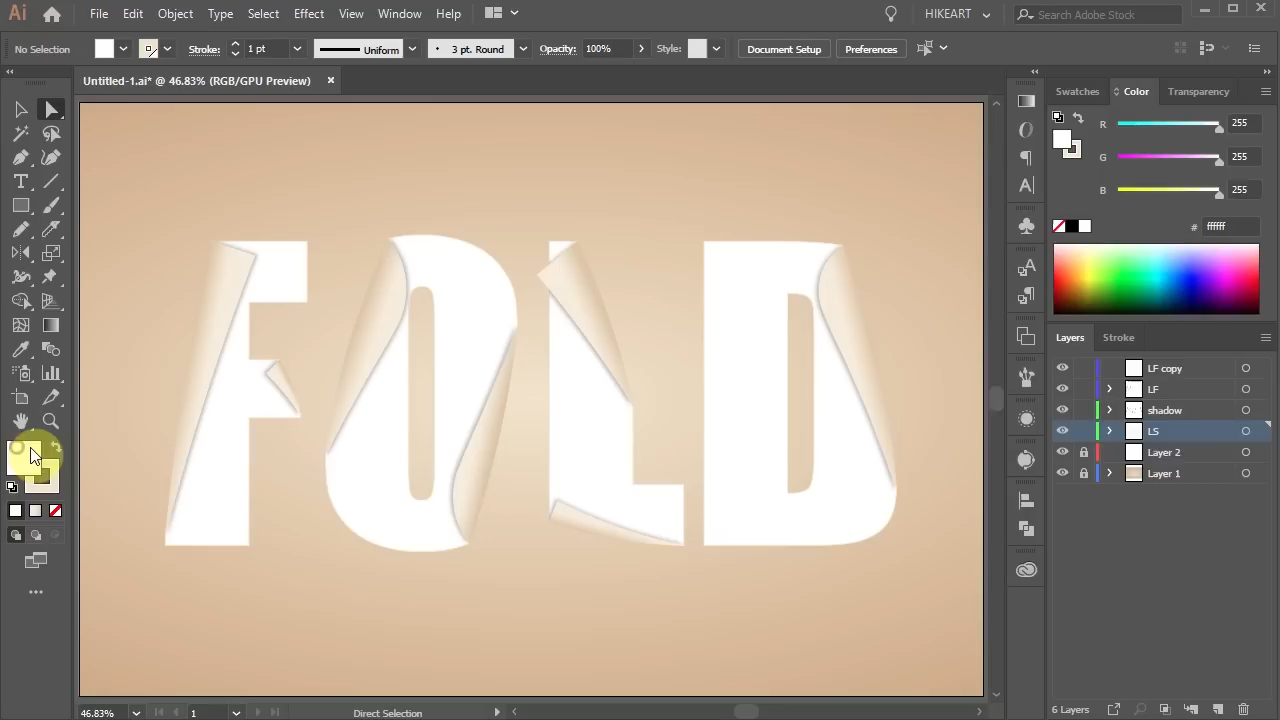 Ai File Edit Object Type Select Effect View Window Help HIKEART Search Adobe Stock
No Selection Stroke: 1 pt Uniform 3 pt. Round Opacity: 100% Style: Document Setup Preferences
Untitled-1.ai* @ 46.83% (RGB/GPU Preview)
Swatches Color Transparency
R 255
G 255
B 255
# ffffff
FOLD
Layers Stroke
LF copy
LF
shadow
LS
Layer 2
Layer 1
46.83% 1 Direct Selection 6 Layers